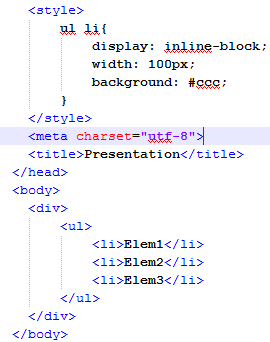 <style>
ul li{
display: inline-block;
width: 100px;
background: #ccc;
}
</style>
<meta charset="utf-8">
<title>Presentation</title>
</head>
<body>
<div>
<ul>
<li>Elem1</li>
<li>Elem2</li>
<li>Elem3</li>
</ul>
</div>
</body>